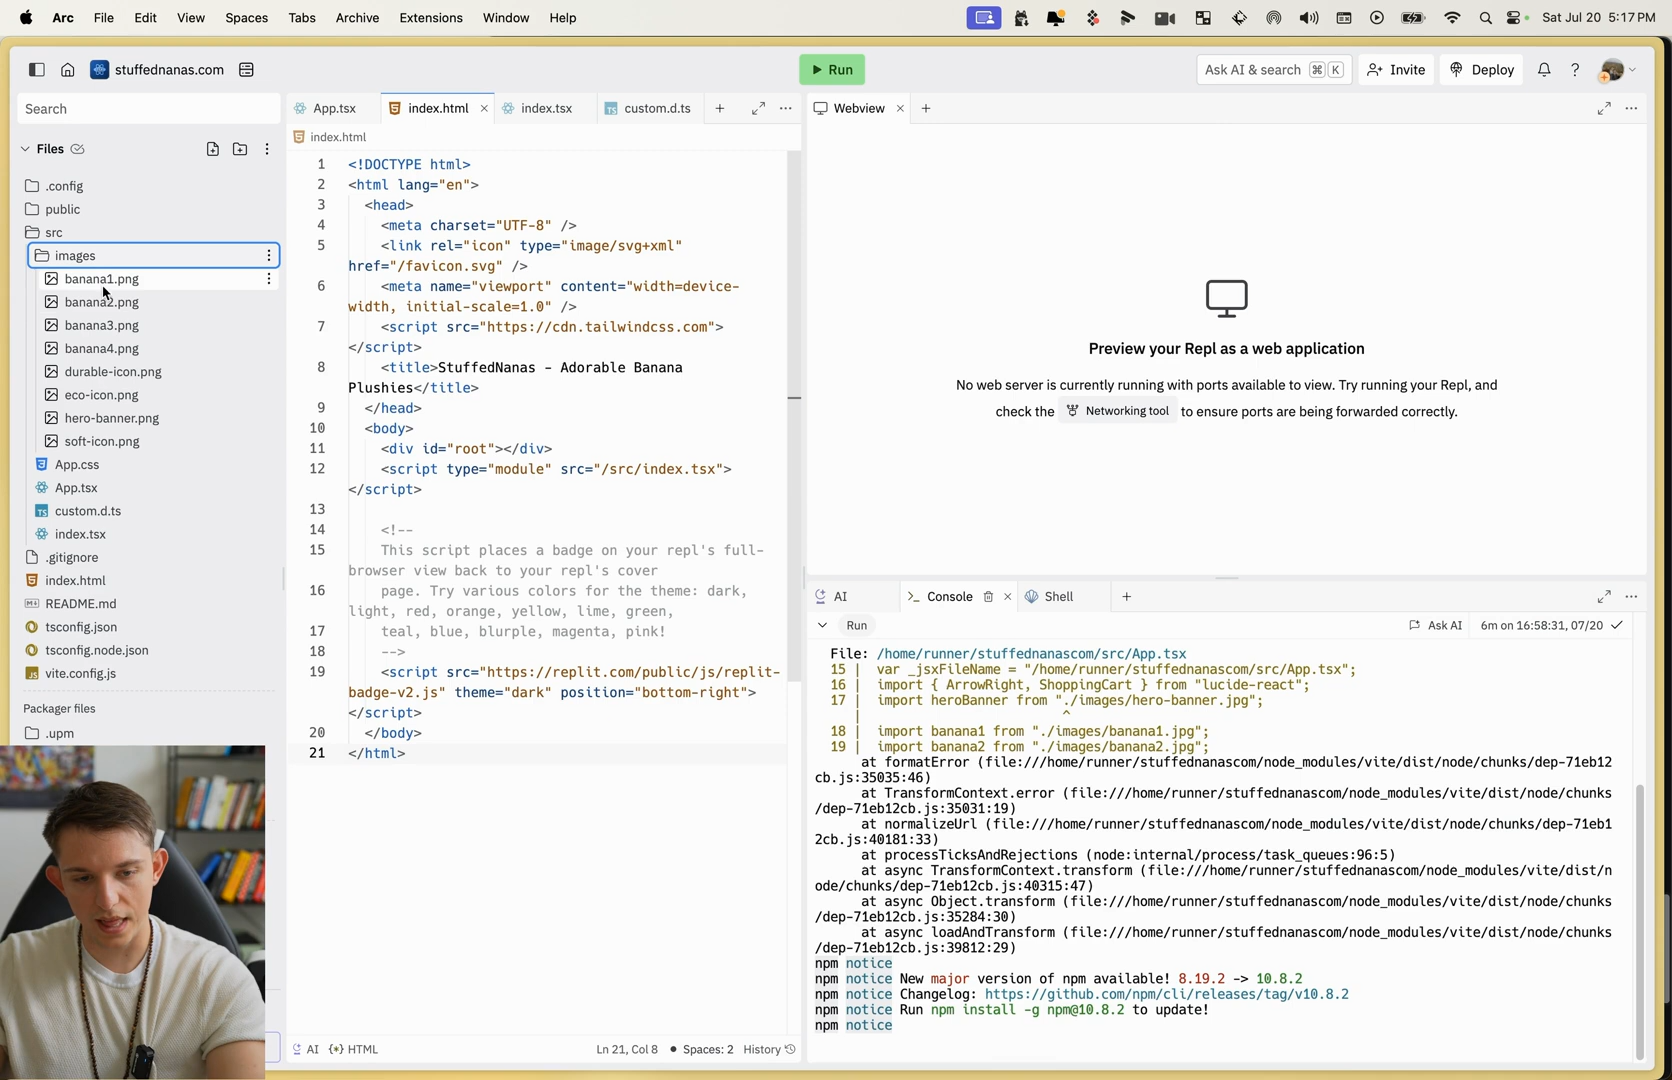 Arc File Edit View Spaces Tabs Archive Extensions Window Help Sat Jul 20 5:17 PM
stuffednanas.com Run Ask AI & search ⌘ K Invite Deploy ?
Search
Files
.config
public
src
images
banana1.png
banana2.png
banana3.png
banana4.png
durable-icon.png
eco-icon.png
hero-banner.png
soft-icon.png
App.css
App.tsx
custom.d.ts
index.tsx
.gitignore
index.html
README.md
tsconfig.json
tsconfig.node.json
vite.config.js
Packager files
.upm
App.tsx index.html index.tsx custom.d.ts
index.html
1 <!DOCTYPE html>
2 <html lang="en">
3 <head>
4 <meta charset="UTF-8" />
5 <link rel="icon" type="image/svg+xml"
href="/favicon.svg" />
6 <meta name="viewport" content="width=device-
width, initial-scale=1.0" />
7 <script src="https://cdn.tailwindcss.com">
</script>
8 <title>StuffedNanas - Adorable Banana
Plushies</title>
9 </head>
10 <body>
11 <div id="root"></div>
12 <script type="module" src="/src/index.tsx">
</script>
13
14 <!--
15 This script places a badge on your repl's full-
browser view back to your repl's cover
16 page. Try various colors for the theme: dark,
light, red, orange, yellow, lime, green,
17 teal, blue, blurple, magenta, pink!
18 -->
19 <script src="https://replit.com/public/js/replit-
badge-v2.js" theme="dark" position="bottom-right">
</script>
20 </body>
21 </html>
AI {*} HTML Ln 21, Col 8 • Spaces: 2 History
Webview
Preview your Repl as a web application
No web server is currently running with ports available to view. Try running your Repl, and
check the Networking tool to ensure ports are being forwarded correctly.
AI Console Shell
Run Ask AI 6m on 16:58:31, 07/20
File: /home/runner/stuffednanascom/src/App.tsx
15 | var _jsxFileName = "/home/runner/stuffednanascom/src/App.tsx";
16 | import { ArrowRight, ShoppingCart } from "lucide-react";
17 | import heroBanner from "./images/hero-banner.jpg";
| ^
18 | import banana1 from "./images/banana1.jpg";
19 | import banana2 from "./images/banana2.jpg";
at formatError (file:///home/runner/stuffednanascom/node_modules/vite/dist/node/chunks/dep-71eb12
cb.js:35035:46)
at TransformContext.error (file:///home/runner/stuffednanascom/node_modules/vite/dist/node/chunks
/dep-71eb12cb.js:35031:19)
at normalizeUrl (file:///home/runner/stuffednanascom/node_modules/vite/dist/node/chunks/dep-71eb1
2cb.js:40181:33)
at processTicksAndRejections (node:internal/process/task_queues:96:5)
at async TransformContext.transform (file:///home/runner/stuffednanascom/node_modules/vite/dist/n
ode/chunks/dep-71eb12cb.js:40315:47)
at async Object.transform (file:///home/runner/stuffednanascom/node_modules/vite/dist/node/chunks
/dep-71eb12cb.js:35284:30)
at async loadAndTransform (file:///home/runner/stuffednanascom/node_modules/vite/dist/node/chunks
/dep-71eb12cb.js:39812:29)
npm notice
npm notice New major version of npm available! 8.19.2 -> 10.8.2
npm notice Changelog: https://github.com/npm/cli/releases/tag/v10.8.2
npm notice Run npm install -g npm@10.8.2 to update!
npm notice